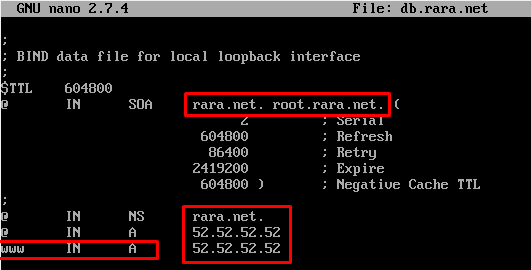 GNU nano 2.7.4 File: db.rara.net
;
; BIND data file for local loopback interface
;
$TTL 604800
@ IN SOA rara.net. root.rara.net. (
2 ; Serial
604800 ; Refresh
86400 ; Retry
2419200 ; Expire
604800 ) ; Negative Cache TTL
;
@ IN NS rara.net.
@ IN A 52.52.52.52
www IN A 52.52.52.52